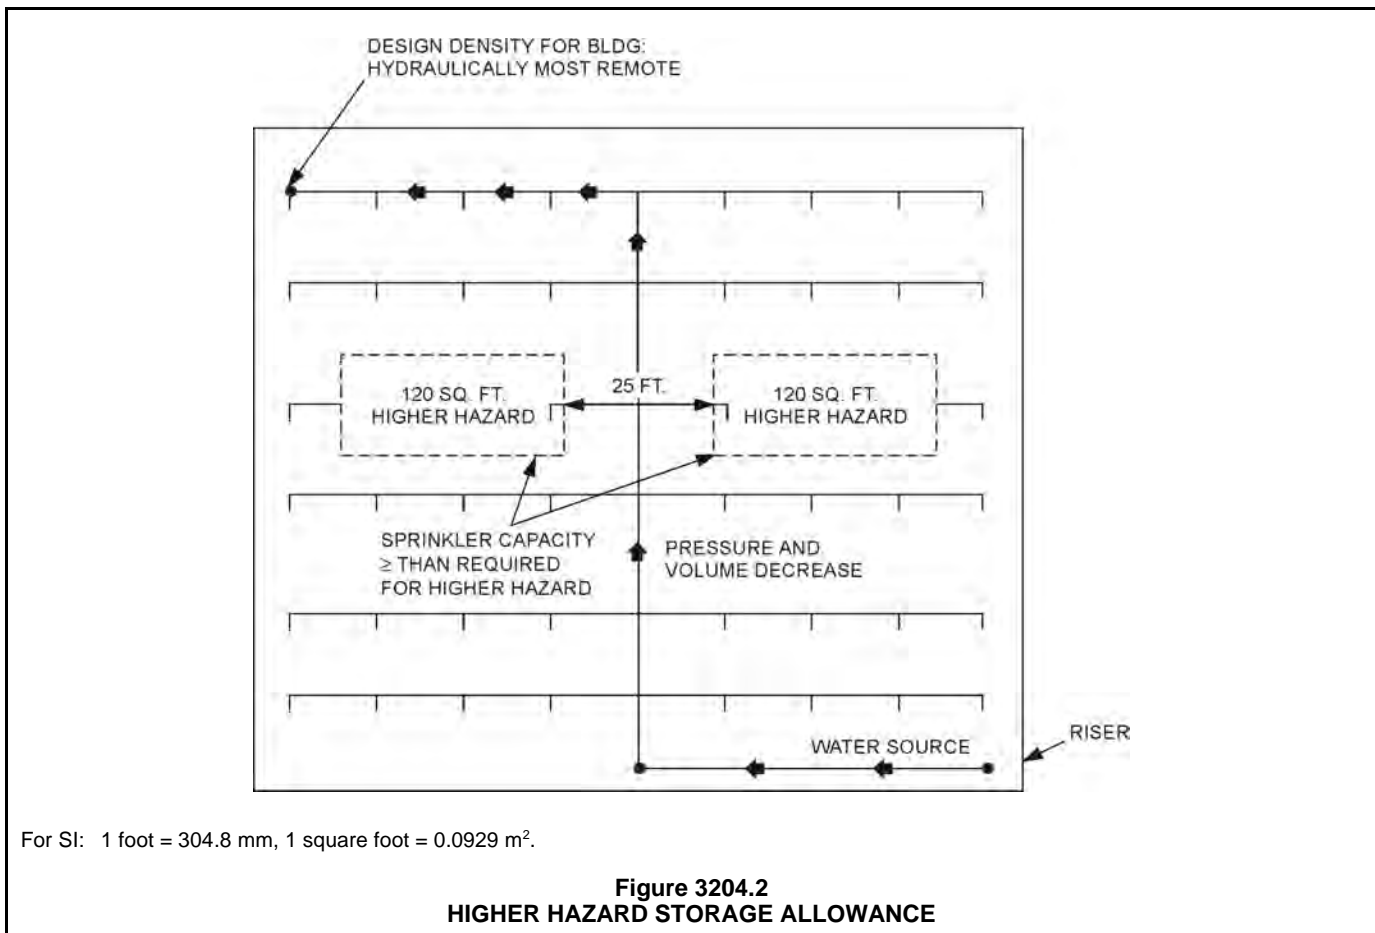 DESIGN DENSITY FOR BLDG:
HYDRAULICALLY MOST REMOTE
120 SQ. FT.
HIGHER HAZARD
25 FT.
120 SQ. FT.
HIGHER HAZARD
SPRINKLER CAPACITY
≥ THAN REQUIRED
FOR HIGHER HAZARD
PRESSURE AND
VOLUME DECREASE
WATER SOURCE
RISER
For SI: 1 foot = 304.8 mm, 1 square foot = 0.0929 m².
Figure 3204.2
HIGHER HAZARD STORAGE ALLOWANCE